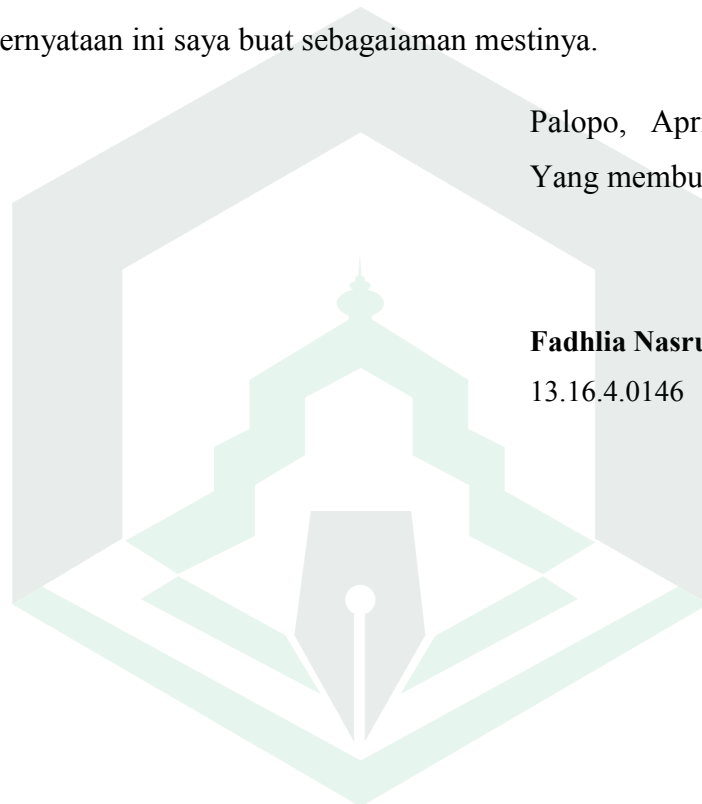 ernyataan ini saya buat sebagaiaman mestinya.
Palopo, Apr
Yang membu
Fadhlia Nasru
13.16.4.0146